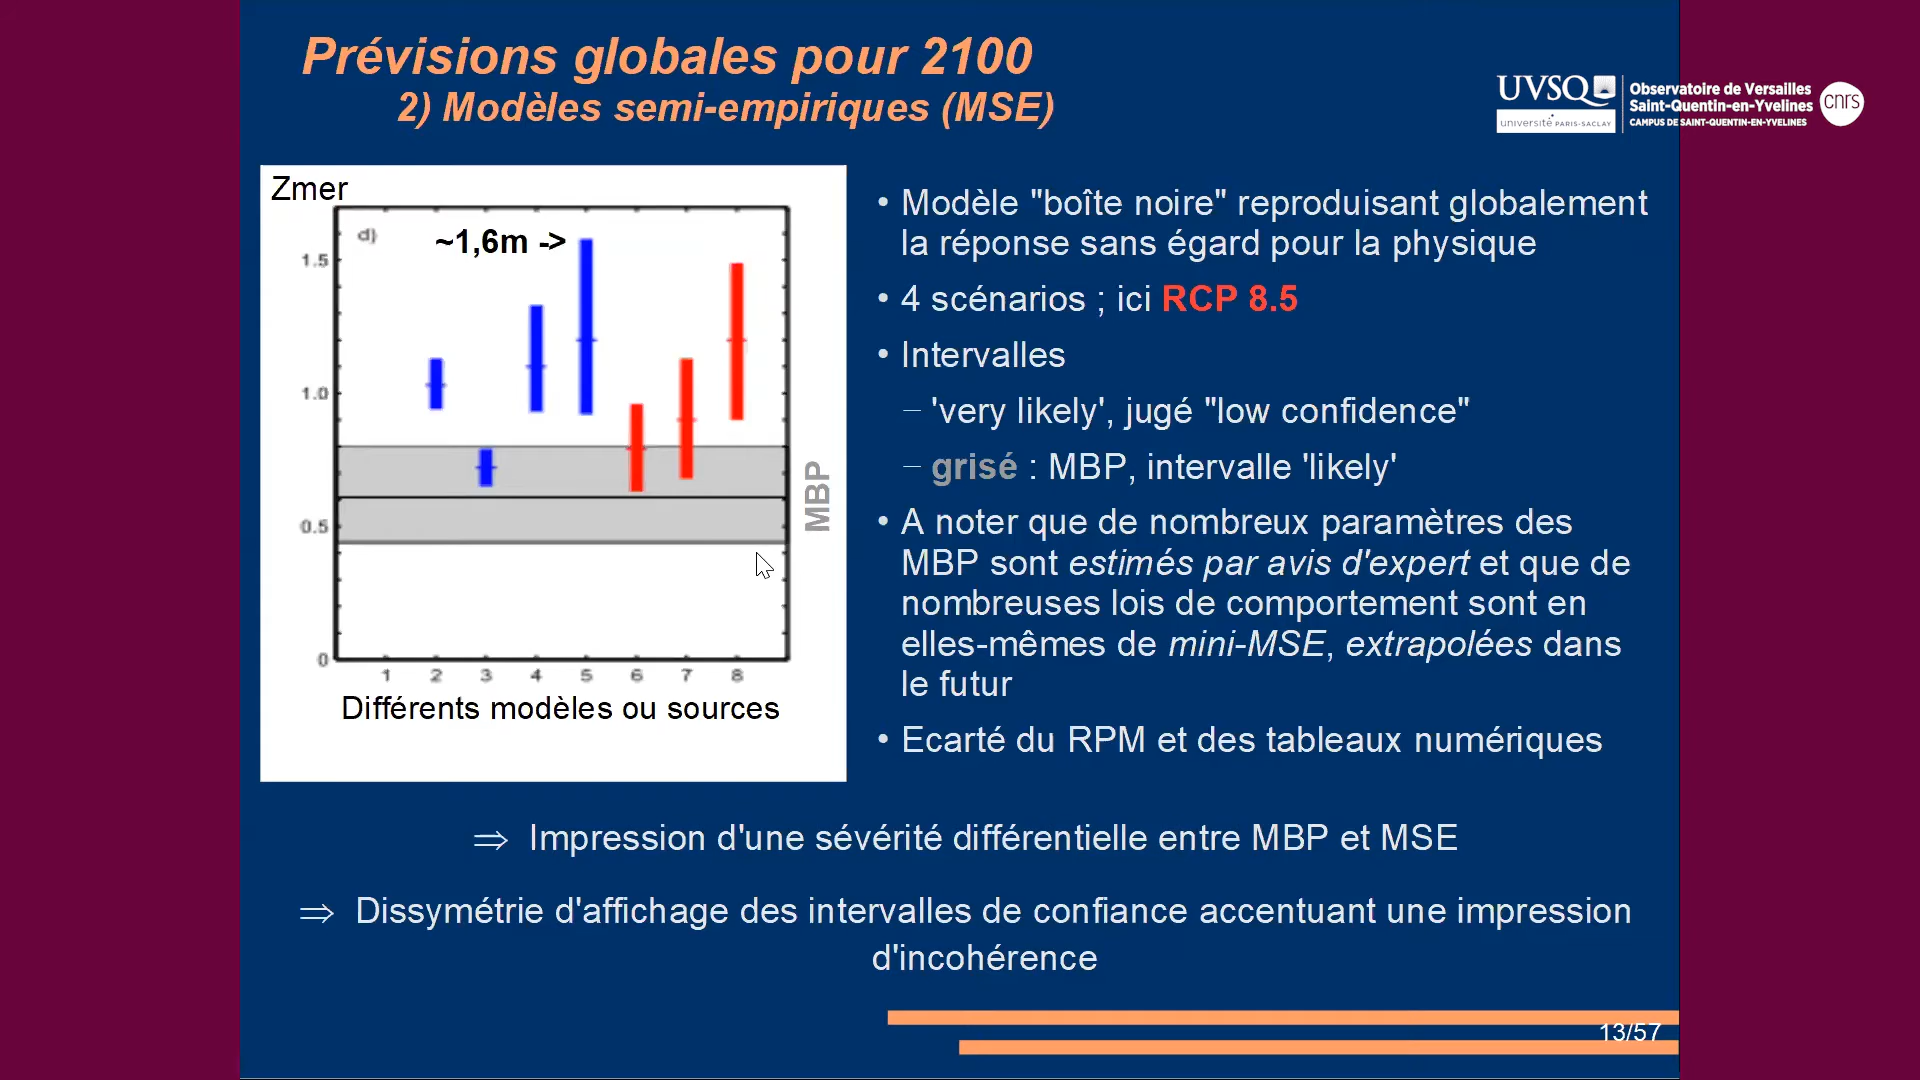 Prévisions globales pour 2100
2) Modèles semi-empiriques (MSE)
UVSQ
université PARIS-SACLAY
Observatoire de Versailles
Saint-Quentin-en-Yvelines
CAMPUS DE SAINT-QUENTIN-EN-YVELINES
cnrs
Zmer
d)
~1,6m ->
1.5
1.0
0.5
0
MBP
1 2 3 4 5 6 7 8
Différents modèles ou sources
• Modèle "boîte noire" reproduisant globalement
la réponse sans égard pour la physique
• 4 scénarios ; ici RCP 8.5
• Intervalles
– 'very likely', jugé "low confidence"
– grisé : MBP, intervalle 'likely'
• A noter que de nombreux paramètres des
MBP sont estimés par avis d'expert et que de
nombreuses lois de comportement sont en
elles-mêmes de mini-MSE, extrapolées dans
le futur
• Ecarté du RPM et des tableaux numériques
⇒ Impression d'une sévérité différentielle entre MBP et MSE
⇒ Dissymétrie d'affichage des intervalles de confiance accentuant une impression
d'incohérence
13/57